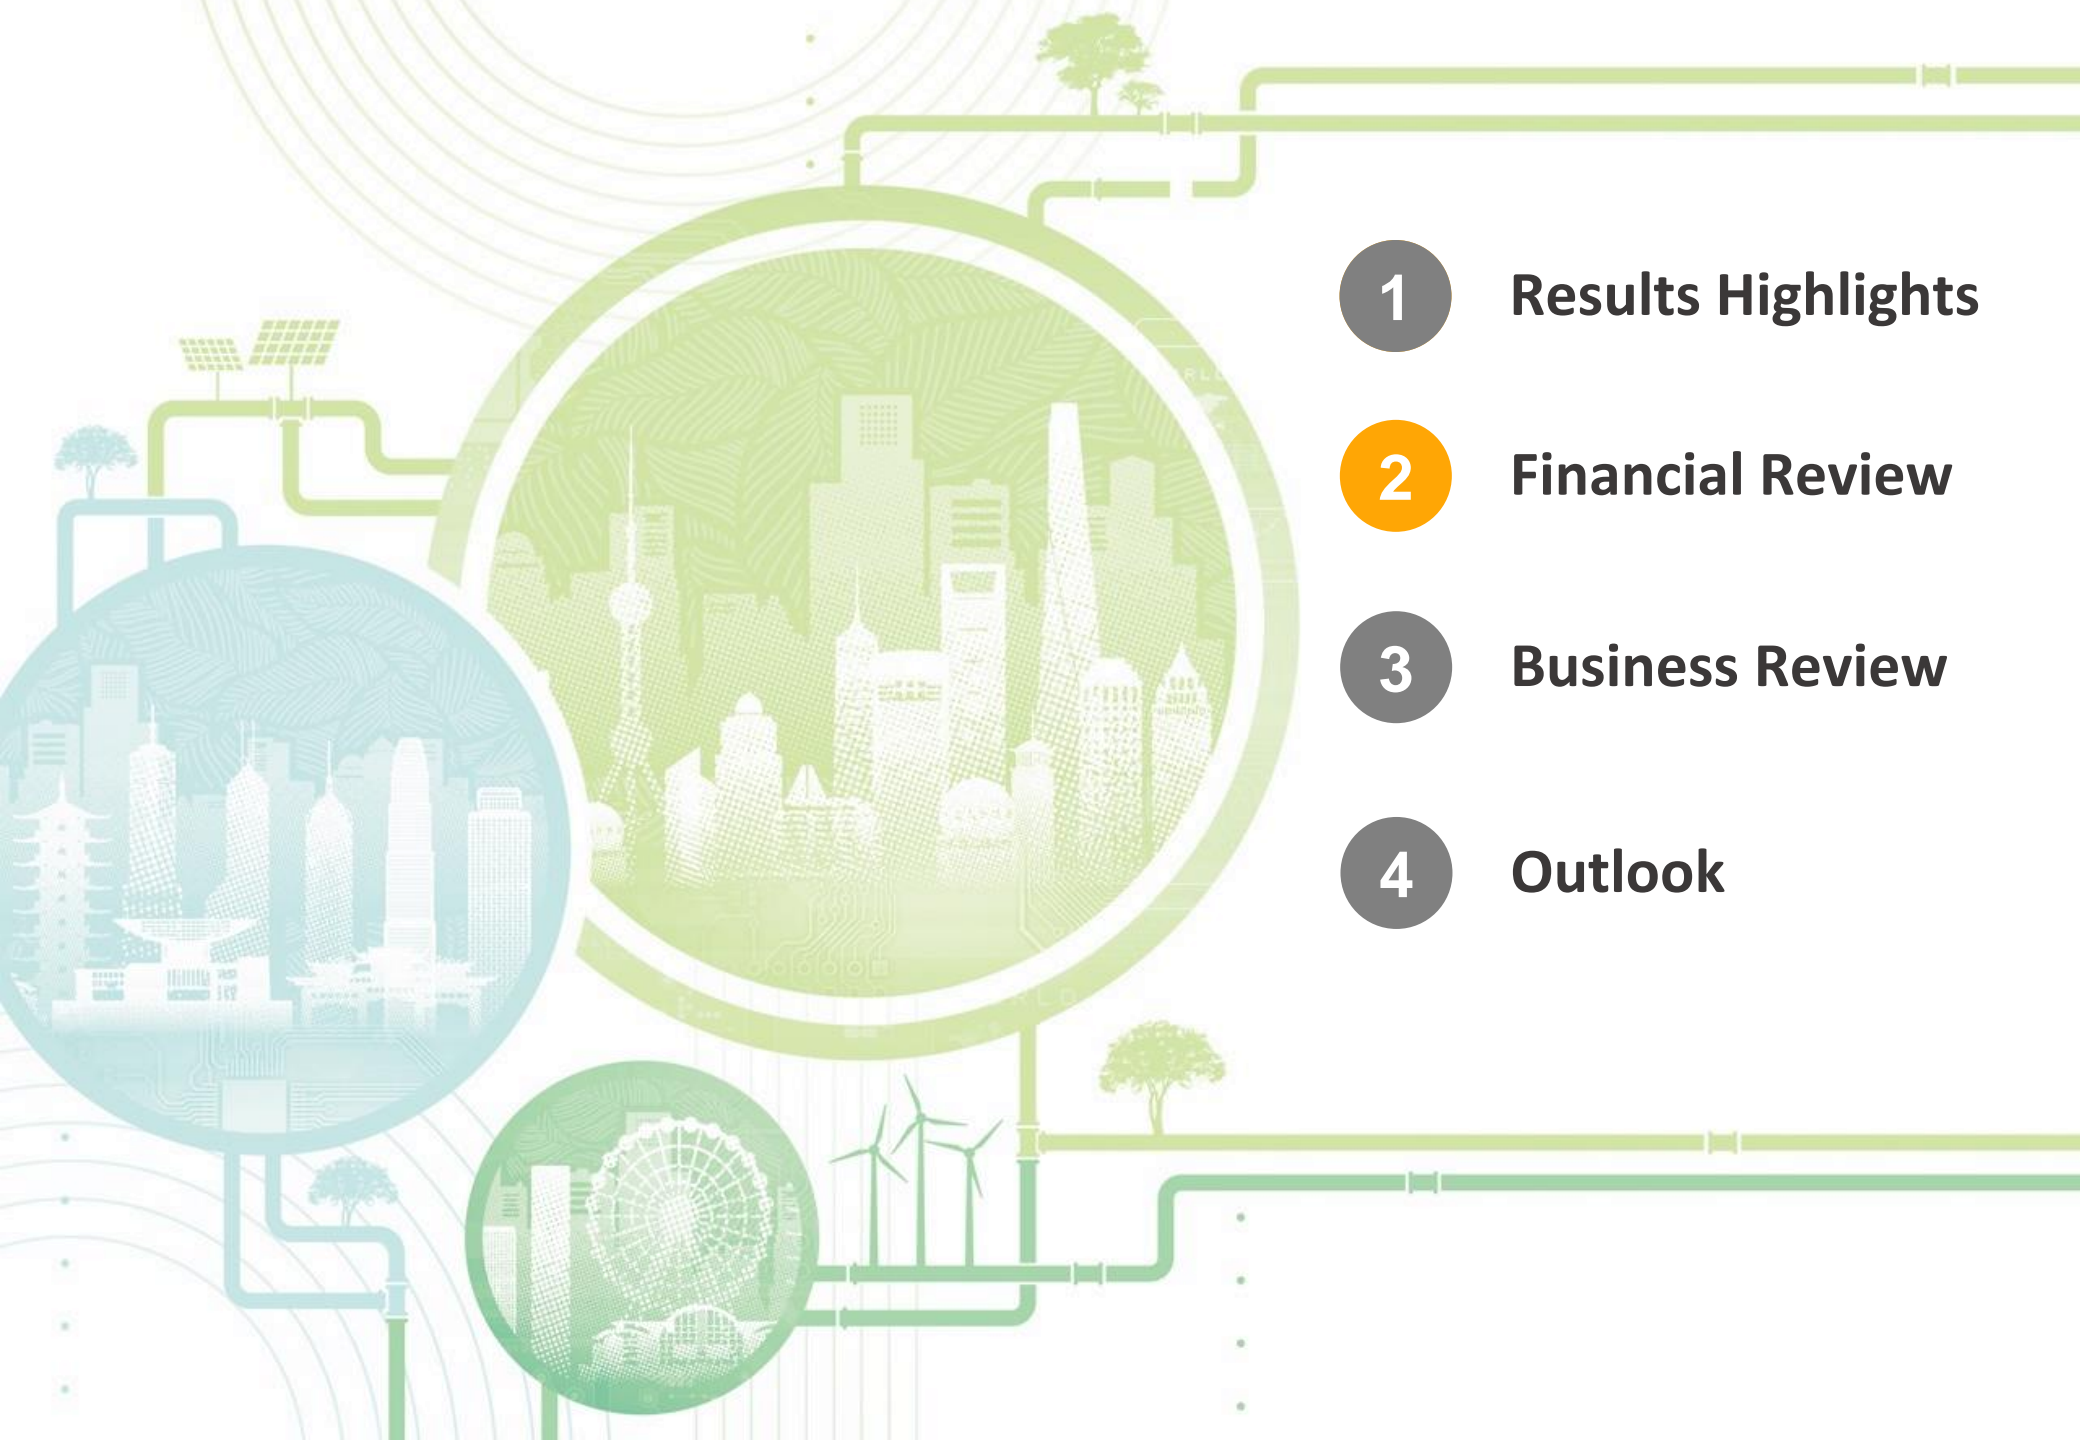 1 Results Highlights
2 Financial Review
3 Business Review
4 Outlook